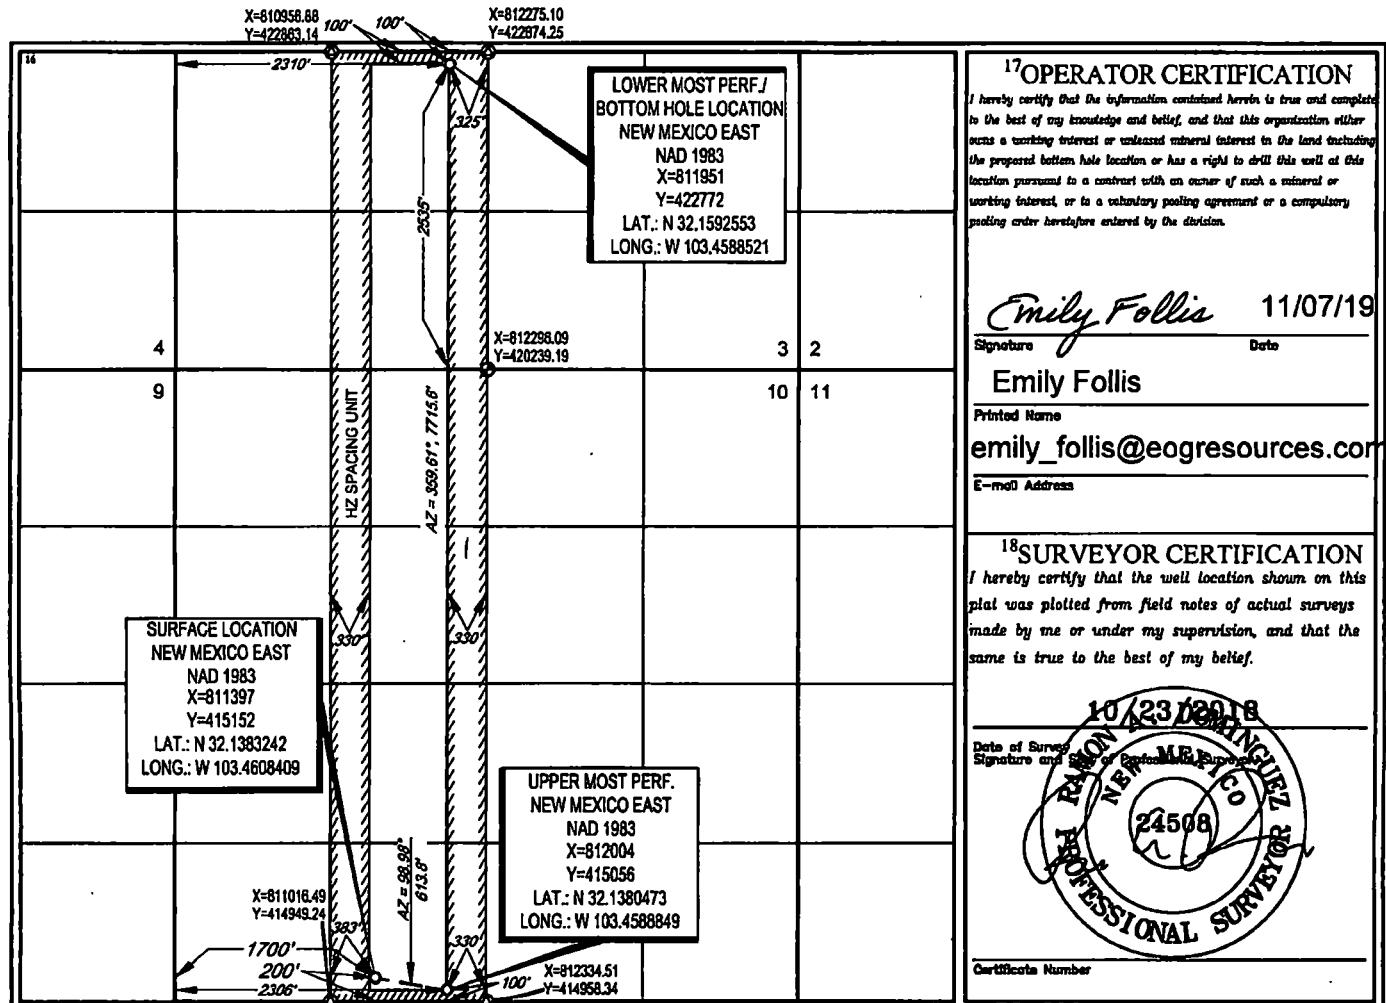 X=810958.88
Y=422863.14
100'
100'
X=812275.10
Y=422874.25
16
2310'
325'
LOWER MOST PERF./
BOTTOM HOLE LOCATION
NEW MEXICO EAST
NAD 1983
X=811951
Y=422772
LAT.: N 32.1592553
LONG.: W 103.4588521
2535'
X=812298.09
Y=420239.19
4
3
2
9
10
11
HZ SPACING UNIT
AZ = 359.61°, 7715.6'
330'
330'
SURFACE LOCATION
NEW MEXICO EAST
NAD 1983
X=811397
Y=415152
LAT.: N 32.1383242
LONG.: W 103.4608409
UPPER MOST PERF.
NEW MEXICO EAST
NAD 1983
X=812004
Y=415056
LAT.: N 32.1380473
LONG.: W 103.4588849
AZ = 98.98°
613.8'
X=811016.49
Y=414949.24
383'
1700'
200'
2306'
330'
100'
X=812334.51
Y=414958.34
17OPERATOR CERTIFICATION
I hereby certify that the information contained herein is true and complete
to the best of my knowledge and belief, and that this organization either
owns a working interest or unleased mineral interest in the land including
the proposed bottom hole location or has a right to drill this well at this
location pursuant to a contract with an owner of such a mineral or
working interest, or to a voluntary pooling agreement or a compulsory
pooling order heretofore entered by the division.
Emily Follis 11/07/19
Signature Date
Emily Follis
Printed Name
emily_follis@eogresources.com
E-mail Address
18SURVEYOR CERTIFICATION
I hereby certify that the well location shown on this
plat was plotted from field notes of actual surveys
made by me or under my supervision, and that the
same is true to the best of my belief.
10/23/2018
Date of Survey
Signature and Seal of Professional Surveyor
RAMON A. DOMINGUEZ
NEW MEXICO
24508
PROFESSIONAL SURVEYOR
Certificate Number